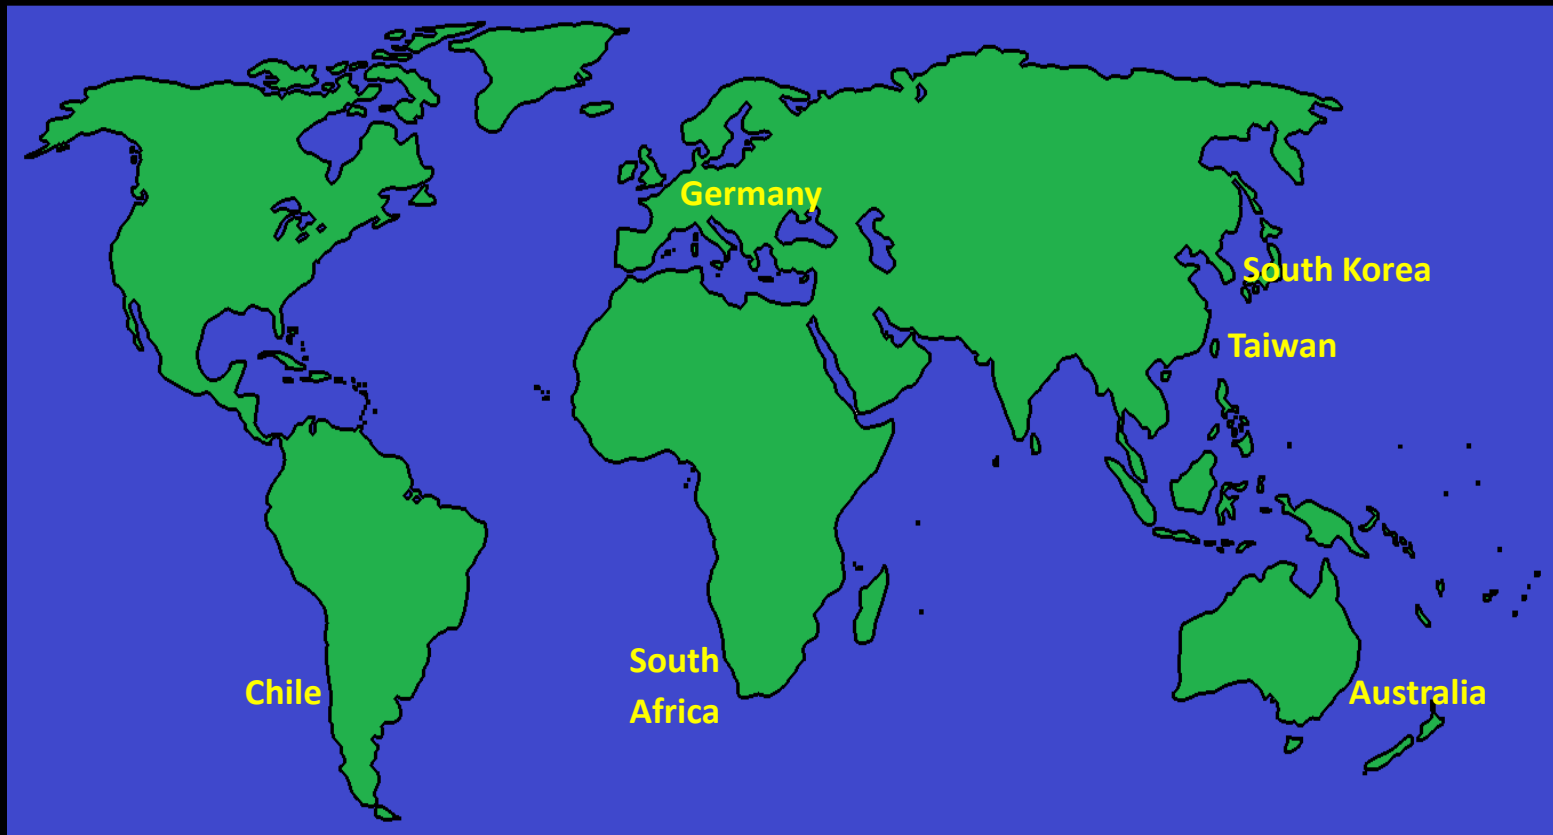 Germany
South Korea
Taiwan
South
Africa
Chile
Australia